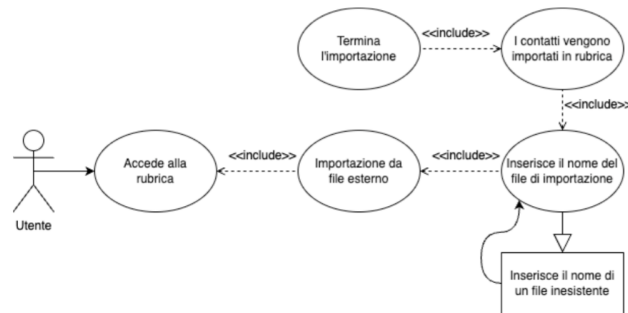 Termina
l'importazione
<<include>>
I contatti vengono
importati in rubrica
<<include>>
Accede alla
rubrica
<<include>>
Importazione da
file esterno
<<include>>
Inserisce il nome del
file di importazione
Utente
Inserisce il nome di
un file inesistente